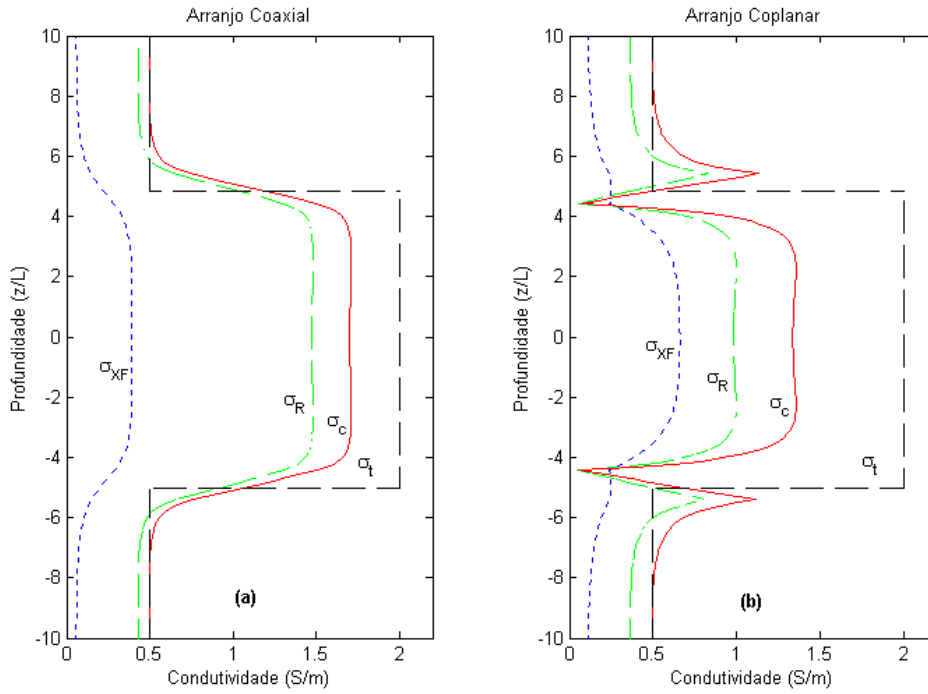 Arranjo Coaxial
10
8
6
4
2
0
-2
-4
-6
-8
-10
Profundidade (z/L)
σXF
σR
σc
σt
(a)
0
0.5
1
1.5
2
Condutividade (S/m)
Arranjo Coplanar
10
8
6
4
2
0
-2
-4
-6
-8
-10
Profundidade (z/L)
σXF
σR
σc
σt
(b)
0
0.5
1
1.5
2
Condutividade (S/m)